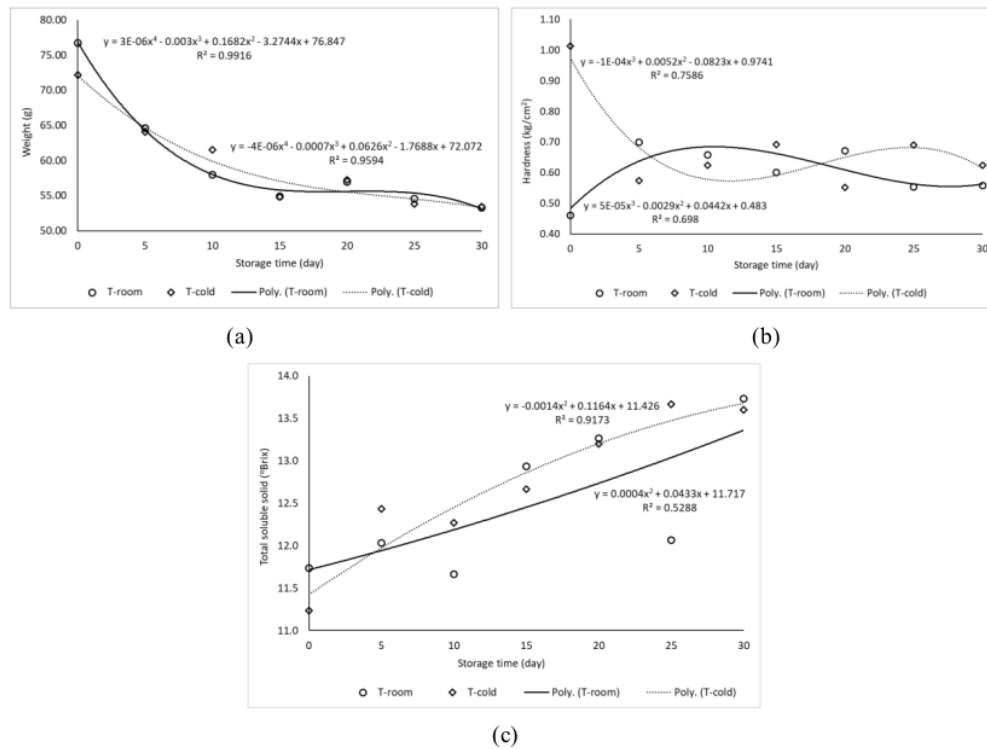 80.00
75.00
70.00
65.00
60.00
55.00
50.00
Weight (g)
y = 3E-06x⁴ - 0.003x³ + 0.1682x² - 3.2744x + 76.847
R² = 0.9916
y = -4E-06x⁴ - 0.0007x³ + 0.0626x² - 1.7688x + 72.072
R² = 0.9594
0 5 10 15 20 25 30
Storage time (day)
T-room T-cold Poly. (T-room) Poly. (T-cold)
(a)
1.10
1.00
0.90
0.80
0.70
0.60
0.50
0.40
Hardness (kg/cm²)
y = -1E-04x³ + 0.0052x² - 0.0823x + 0.9741
R² = 0.7586
y = 5E-05x³ - 0.0029x² + 0.0442x + 0.483
R² = 0.698
0 5 10 15 20 25 30
Storage time (day)
T-room T-cold Poly. (T-room) Poly. (T-cold)
(b)
14.0
13.5
13.0
12.5
12.0
11.5
11.0
Total soluble solid (ºBrix)
y = -0.0014x² + 0.1164x + 11.426
R² = 0.9173
y = 0.0004x² + 0.0433x + 11.717
R² = 0.5288
0 5 10 15 20 25 30
Storage time (day)
T-room T-cold Poly. (T-room) Poly. (T-cold)
(c)